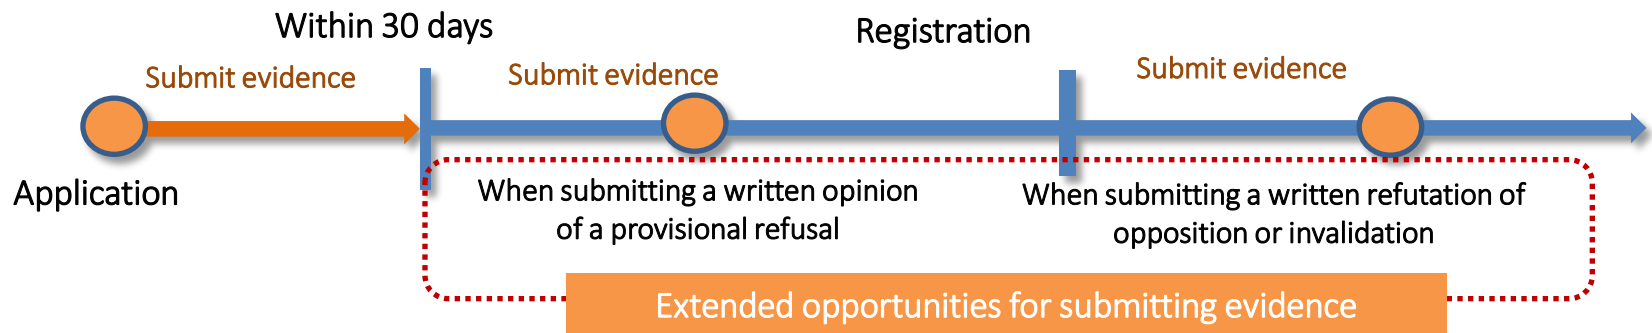 Within 30 days
Registration
Submit evidence
Submit evidence
Submit evidence
Application
When submitting a written opinion
of a provisional refusal
When submitting a written refutation of
opposition or invalidation
Extended opportunities for submitting evidence